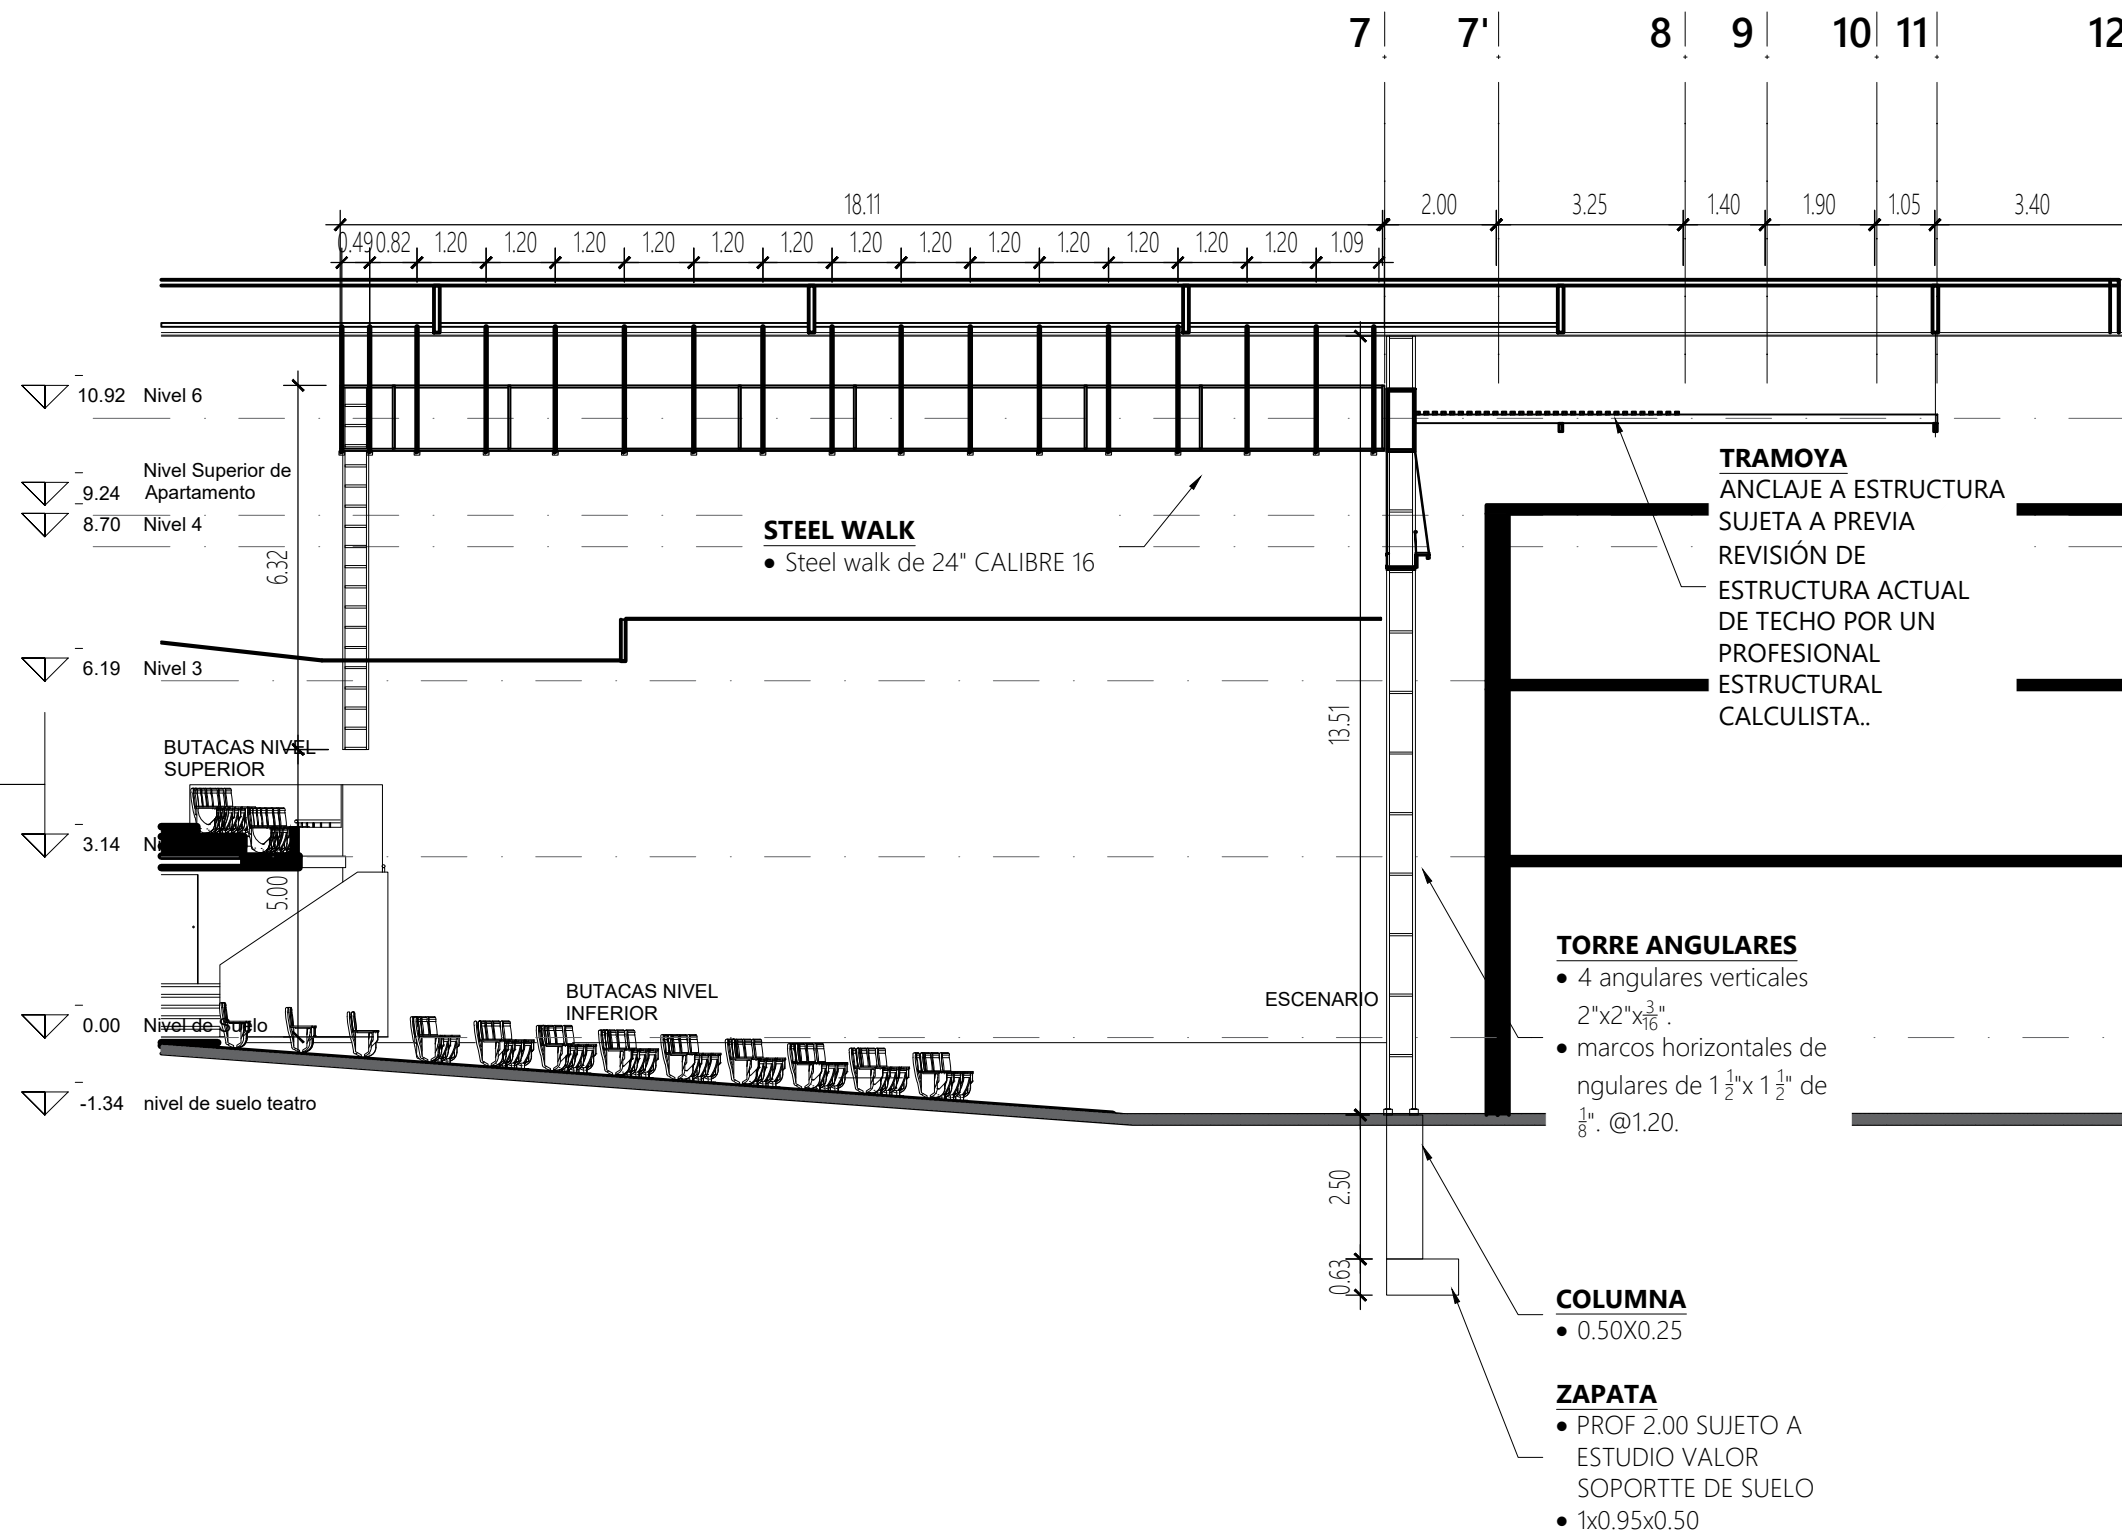 7 7' 8 9 10 11 12
18.11 2.00 3.25 1.40 1.90 1.05 3.40
0.49 0.82 1.20 1.20 1.20 1.20 1.20 1.20 1.20 1.20 1.20 1.20 1.20 1.20 1.20 1.09
10.92 Nivel 6
Nivel Superior de
9.24 Apartamento
8.70 Nivel 4
6.32
STEEL WALK
• Steel walk de 24" CALIBRE 16
TRAMOYA
ANCLAJE A ESTRUCTURA
SUJETA A PREVIA
REVISIÓN DE
ESTRUCTURA ACTUAL
DE TECHO POR UN
PROFESIONAL
ESTRUCTURAL
CALCULISTA..
6.19 Nivel 3
13.51
BUTACAS NIVEL
SUPERIOR
3.14
5.00
TORRE ANGULARES
• 4 angulares verticales
2"x2"x3/16".
• marcos horizontales de
ngulares de 1 1/2"x 1 1/2" de
1/8". @1.20.
BUTACAS NIVEL
INFERIOR
ESCENARIO
0.00 Nivel de Suelo
-1.34 nivel de suelo teatro
2.50
0.63
COLUMNA
• 0.50X0.25
ZAPATA
• PROF 2.00 SUJETO A
ESTUDIO VALOR
SOPORTTE DE SUELO
• 1x0.95x0.50